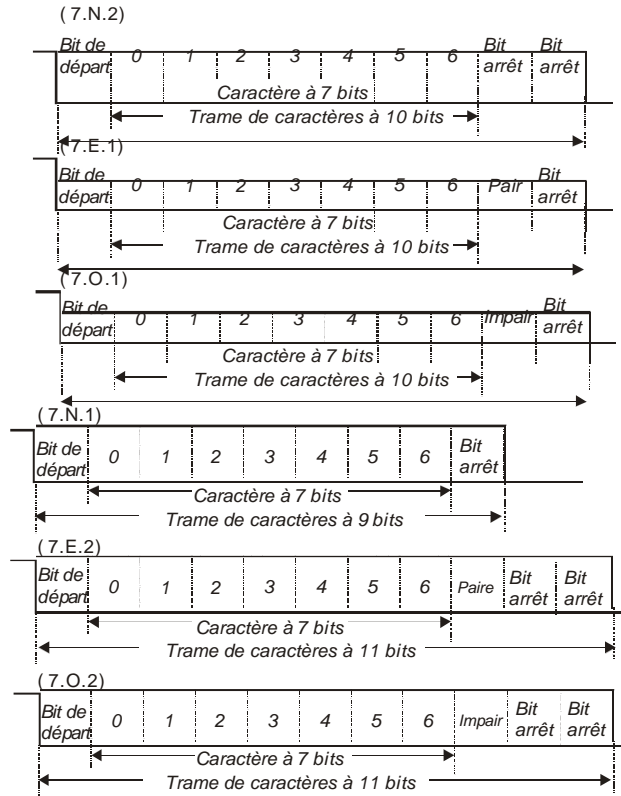 ( 7.N.2)
Bit de départ 0 1 2 3 4 5 6 Bit arrêt Bit arrêt
Caractère à 7 bits
Trame de caractères à 10 bits
( 7.E.1)
Bit de départ 0 1 2 3 4 5 6 Pair Bit arrêt
Caractère à 7 bits
Trame de caractères à 10 bits
( 7.O.1)
Bit de départ 0 1 2 3 4 5 6 Impair Bit arrêt
Caractère à 7 bits
Trame de caractères à 10 bits
( 7.N.1)
Bit de départ 0 1 2 3 4 5 6 Bit arrêt
Caractère à 7 bits
Trame de caractères à 9 bits
( 7.E.2)
Bit de départ 0 1 2 3 4 5 6 Paire Bit arrêt Bit arrêt
Caractère à 7 bits
Trame de caractères à 11 bits
( 7.O.2)
Bit de départ 0 1 2 3 4 5 6 Impair Bit arrêt Bit arrêt
Caractère à 7 bits
Trame de caractères à 11 bits